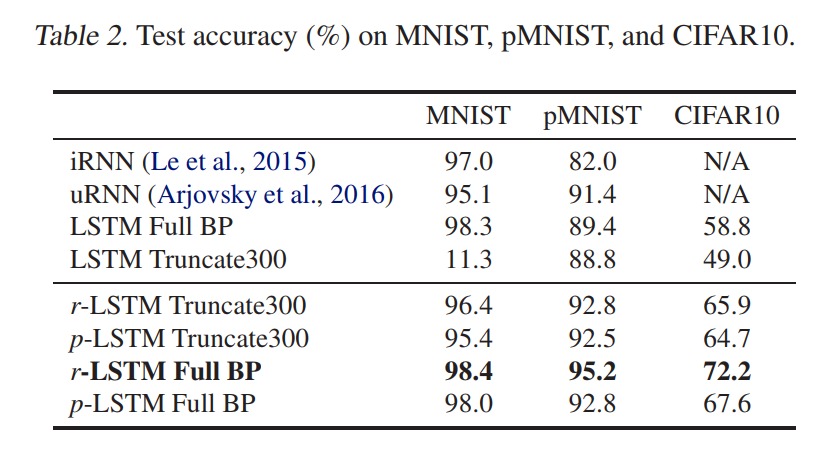 Table 2. Test accuracy (%) on MNIST, pMNIST, and CIFAR10.
MNIST pMNIST CIFAR10
iRNN (Le et al., 2015) 97.0 82.0 N/A
uRNN (Arjovsky et al., 2016) 95.1 91.4 N/A
LSTM Full BP 98.3 89.4 58.8
LSTM Truncate300 11.3 88.8 49.0
r-LSTM Truncate300 96.4 92.8 65.9
p-LSTM Truncate300 95.4 92.5 64.7
r-LSTM Full BP 98.4 95.2 72.2
p-LSTM Full BP 98.0 92.8 67.6